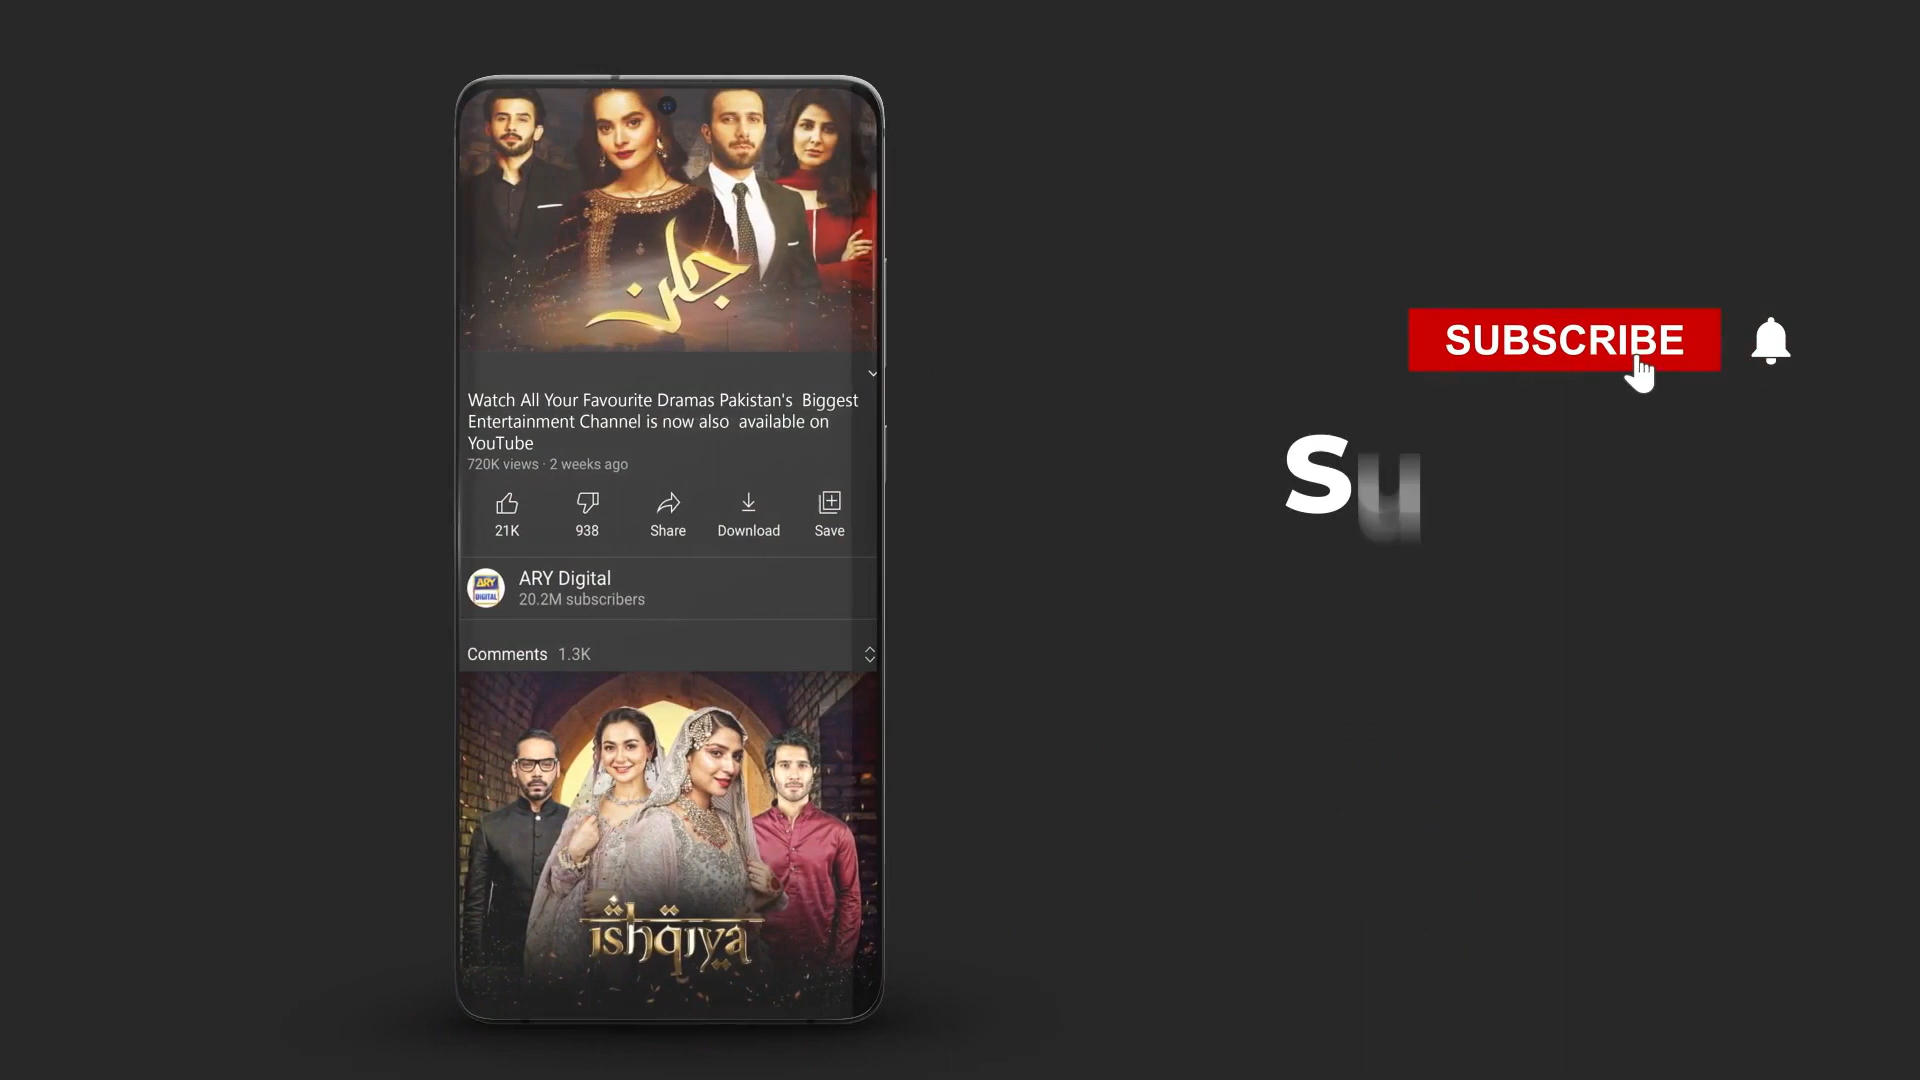 جلن
Watch All Your Favourite Dramas Pakistan's Biggest
Entertainment Channel is now also available on
YouTube
720K views · 2 weeks ago
21K
938
Share
Download
Save
ARY
DIGITAL
ARY Digital
20.2M subscribers
Comments 1.3K
ishqiya
SUBSCRIBE
Su